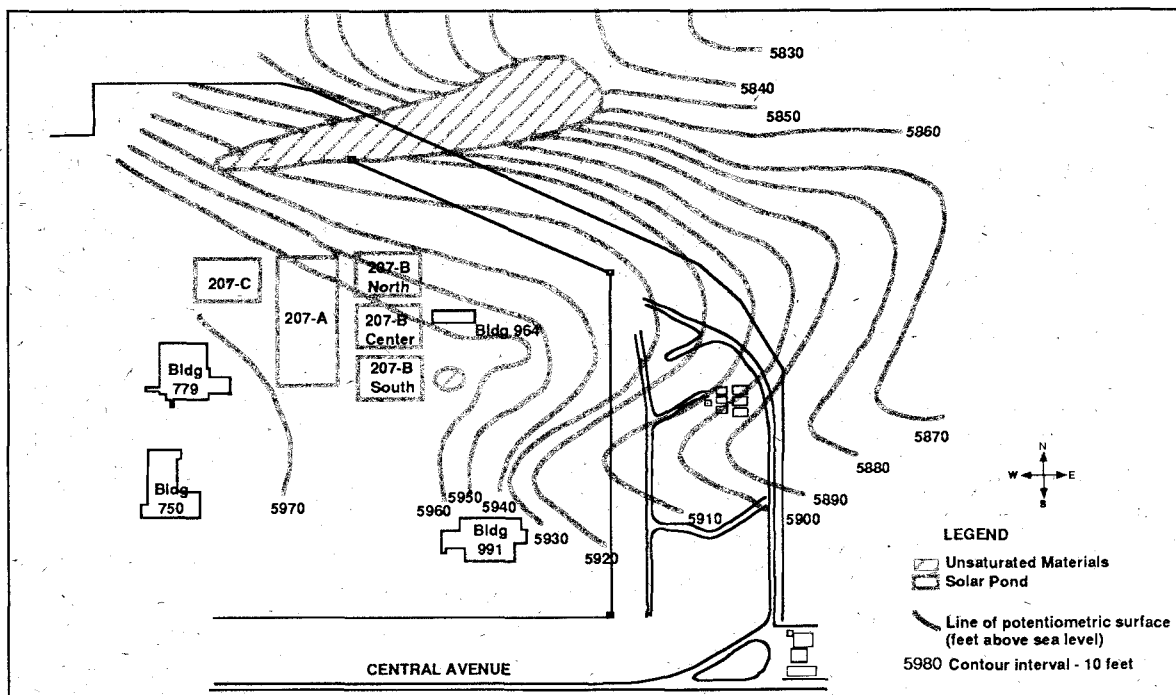 5830
5840
5850
5860
207-C
207-A
207-B
North
207-B
Center
Bldg 964
207-B
South
Bldg
779
5870
5880
Bldg
750
5970
5960
5950
5940
5930
5920
5910
5900
5890
Bldg
991
N
W E
S
LEGEND
Unsaturated Materials
Solar Pond
Line of potentiometric surface
(feet above sea level)
5980 Contour interval - 10 feet
CENTRAL AVENUE